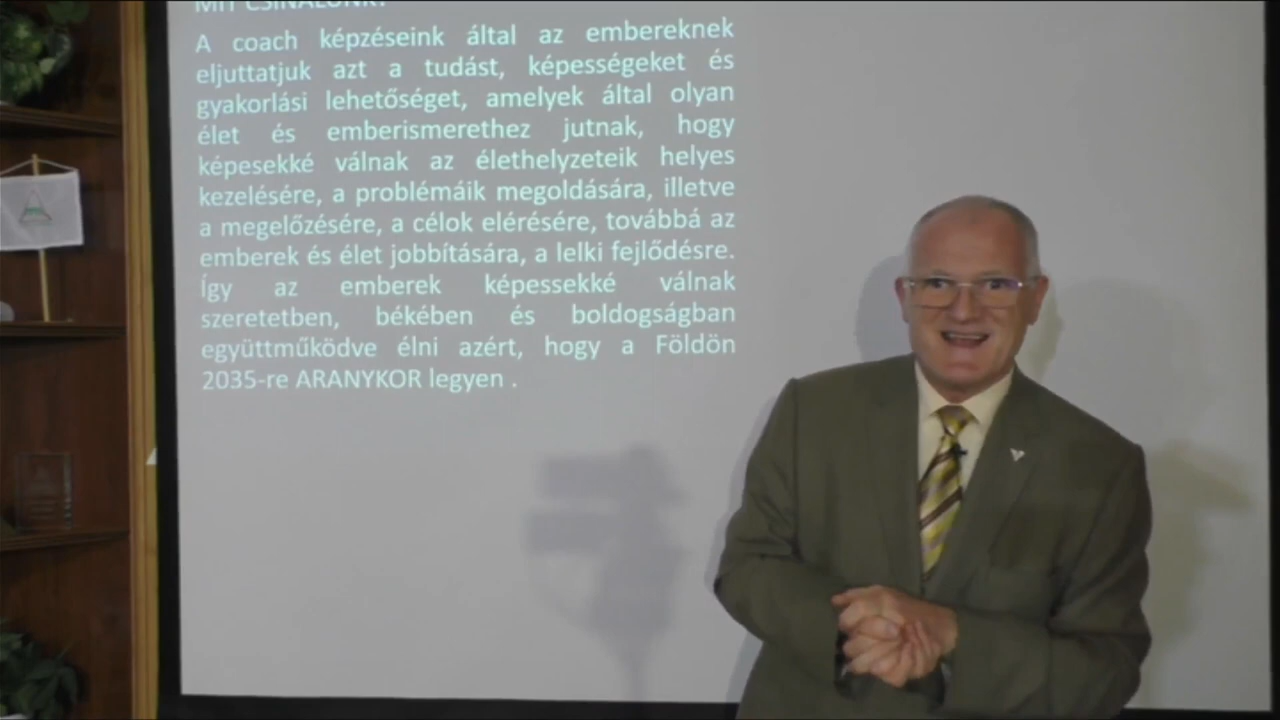 MIT CSINÁLUNK?
A coach képzéseink által az embereknek
eljuttatjuk azt a tudást, képességeket és
gyakorlási lehetőséget, amelyek által olyan
élet és emberismerethez jutnak, hogy
képesekké válnak az élethelyzeteik helyes
kezelésére, a problémáik megoldására, illetve
a megelőzésére, a célok elérésére, továbbá az
emberek és élet jobbítására, a lelki fejlődésre.
Így az emberek képessekké válnak
szeretetben, békében és boldogságban
együttműködve élni azért, hogy a Földön
2035-re ARANYKOR legyen .